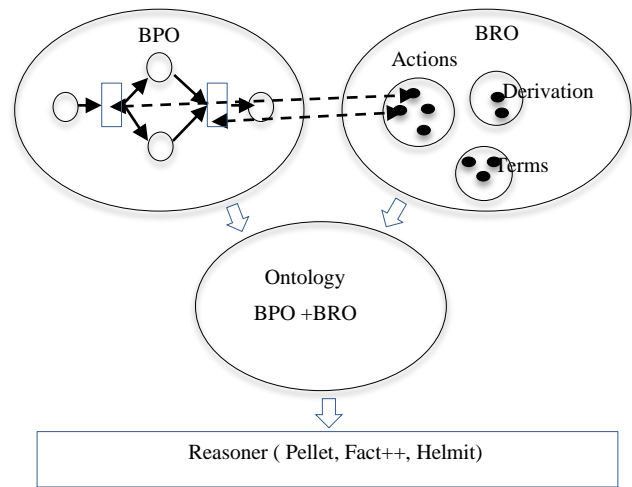 BPO
BRO
Actions
Derivation
Terms
Ontology
BPO +BRO
Reasoner ( Pellet, Fact++, Helmit)